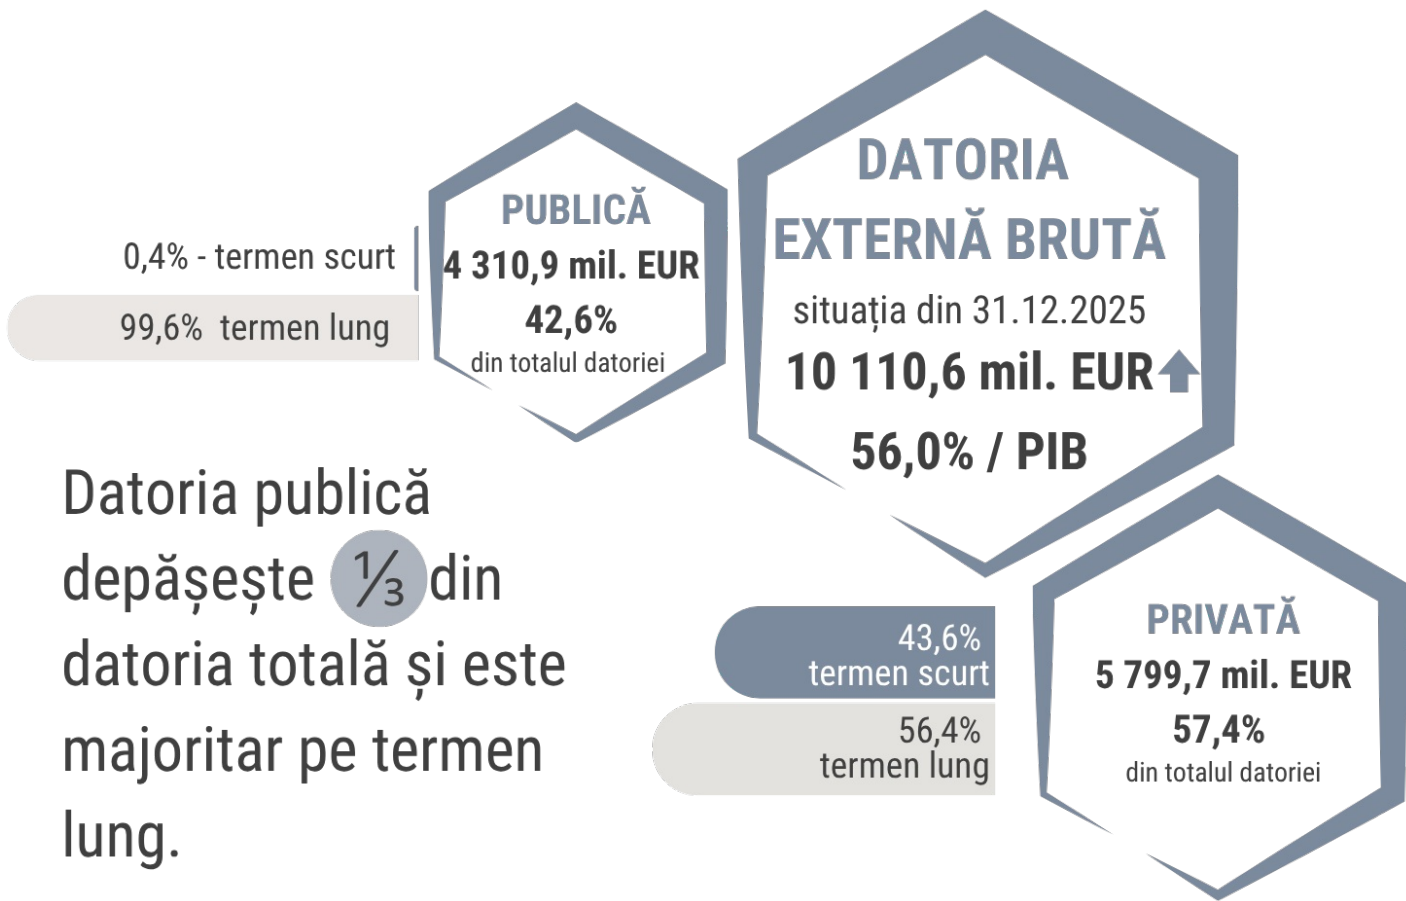 DATORIA
EXTERNĂ BRUTĂ
situația din 31.12.2025
10 110,6 mil. EUR
56,0% / PIB
PUBLICĂ
4 310,9 mil. EUR
42,6%
din totalul datoriei
0,4% - termen scurt
99,6% termen lung
Datoria publică
depășește ⅓ din
datoria totală și este
majoritar pe termen
lung.
PRIVATĂ
5 799,7 mil. EUR
57,4%
din totalul datoriei
43,6%
termen scurt
56,4%
termen lung